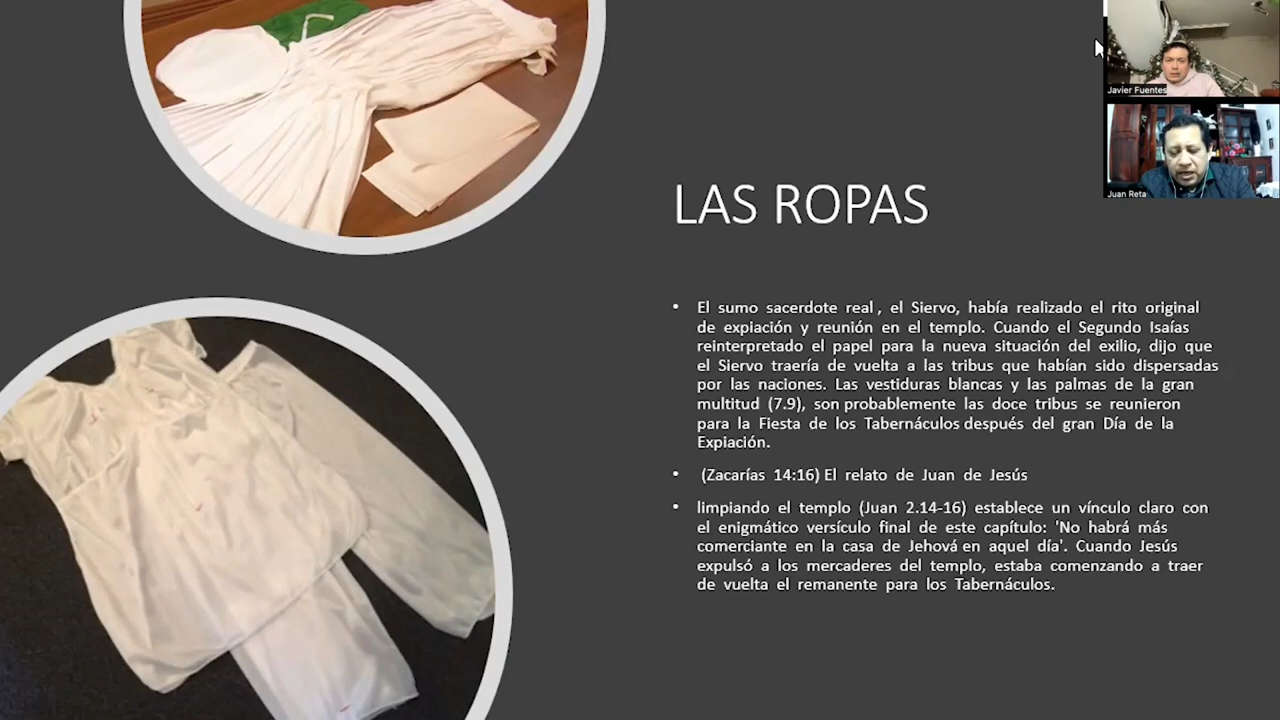 Javier Fuentes
Juan Reta
LAS ROPAS
• El sumo sacerdote real , el Siervo, había realizado el rito original
de expiación y reunión en el templo. Cuando el Segundo Isaías
reinterpretado el papel para la nueva situación del exilio, dijo que
el Siervo traería de vuelta a las tribus que habían sido dispersadas
por las naciones. Las vestiduras blancas y las palmas de la gran
multitud (7.9), son probablemente las doce tribus se reunieron
para la Fiesta de los Tabernáculos después del gran Día de la
Expiación.
• (Zacarías 14:16) El relato de Juan de Jesús
• limpiando el templo (Juan 2.14-16) establece un vínculo claro con
el enigmático versículo final de este capítulo: 'No habrá más
comerciante en la casa de Jehová en aquel día'. Cuando Jesús
expulsó a los mercaderes del templo, estaba comenzando a traer
de vuelta el remanente para los Tabernáculos.